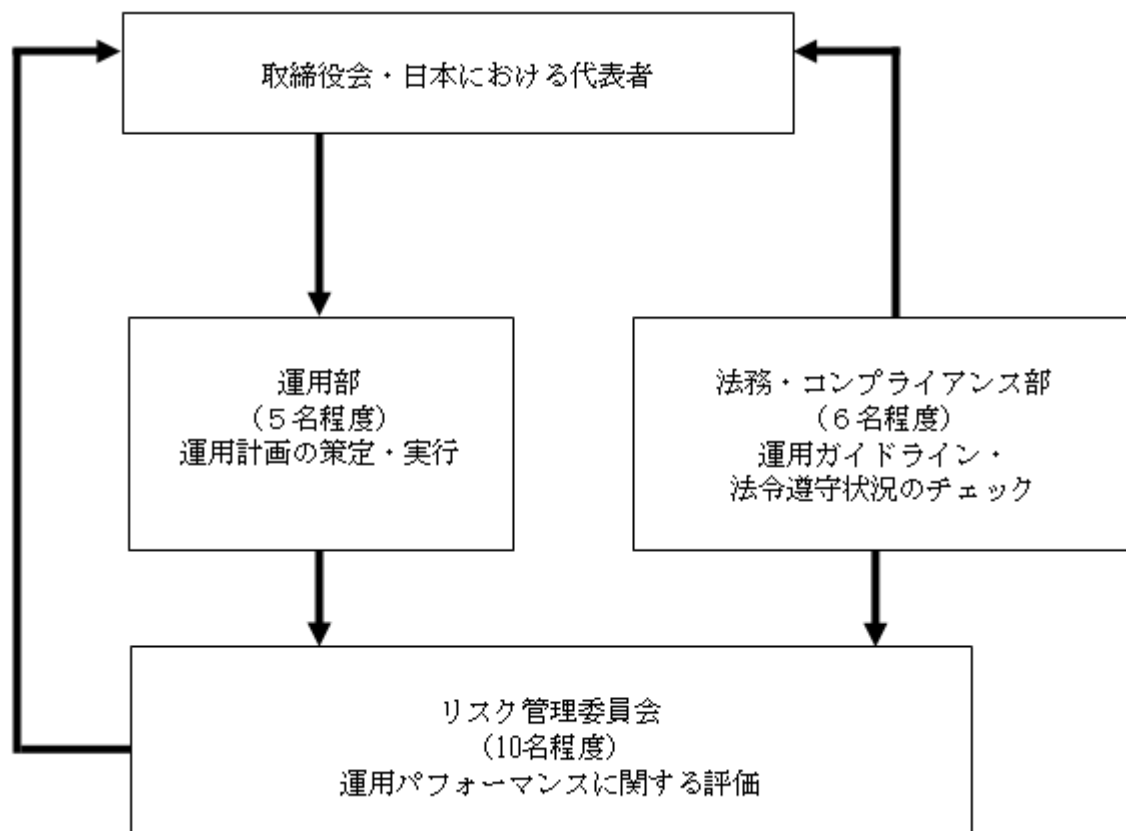 取締役会・日本における代表者
運用部
（５名程度）
運用計画の策定・実行
法務・コンプライアンス部
（６名程度）
運用ガイドライン・
法令遵守状況のチェック
リスク管理委員会
(10名程度)
運用パフォーマンスに関する評価